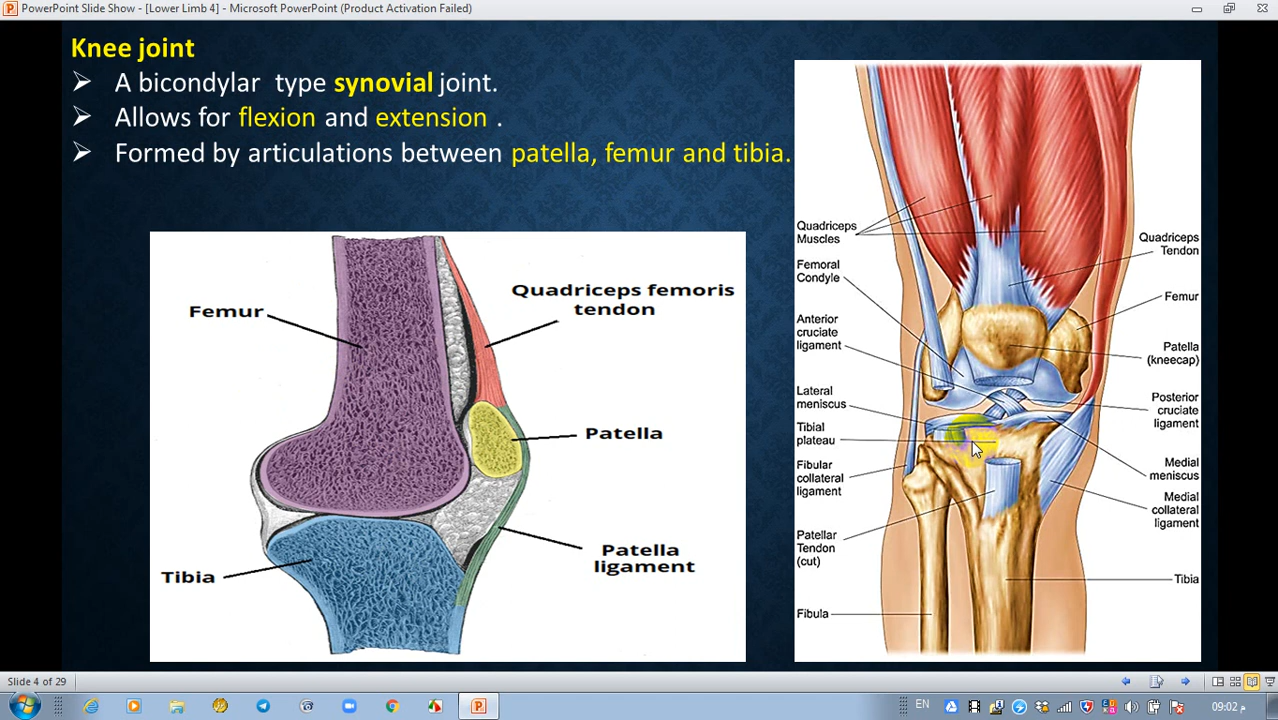 PowerPoint Slide Show - [Lower Limb 4] - Microsoft PowerPoint (Product Activation Failed)
Knee joint
A bicondylar type synovial joint.
Allows for flexion and extension .
Formed by articulations between patella, femur and tibia.
Femur
Quadriceps femoris
tendon
Patella
Patella
ligament
Tibia
Quadriceps
Muscles
Femoral
Condyle
Anterior
cruciate
ligament
Lateral
meniscus
Tibial
plateau
Fibular
collateral
ligament
Patellar
Tendon
(cut)
Fibula
Quadriceps
Tendon
Femur
Patella
(kneecap)
Posterior
cruciate
ligament
Medial
meniscus
Medial
collateral
ligament
Tibia
Slide 4 of 29
EN
09:02 م